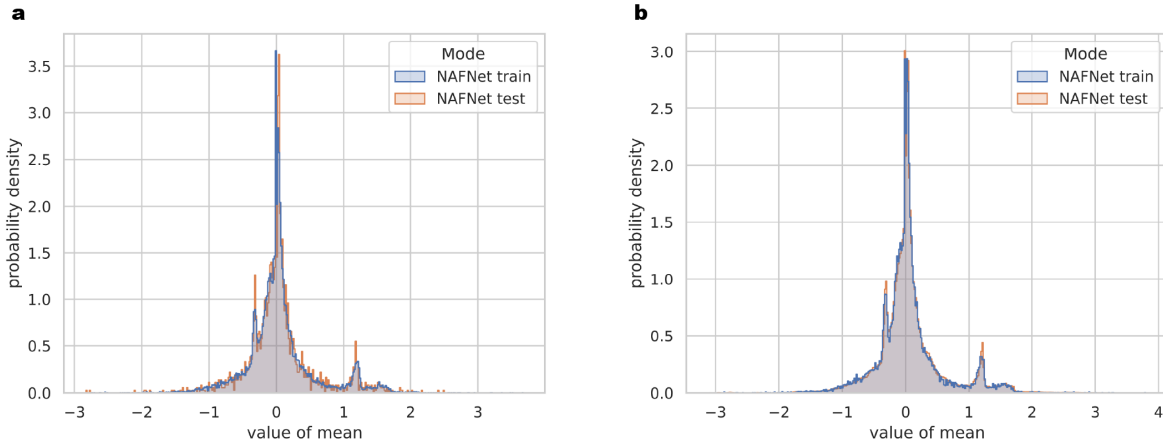 a
Mode
NAFNet train
NAFNet test
probability density
3.5
3.0
2.5
2.0
1.5
1.0
0.5
0.0
−3 −2 −1 0 1 2 3
value of mean
b
Mode
NAFNet train
NAFNet test
probability density
3.0
2.5
2.0
1.5
1.0
0.5
0.0
−3 −2 −1 0 1 2 3 4
value of mean